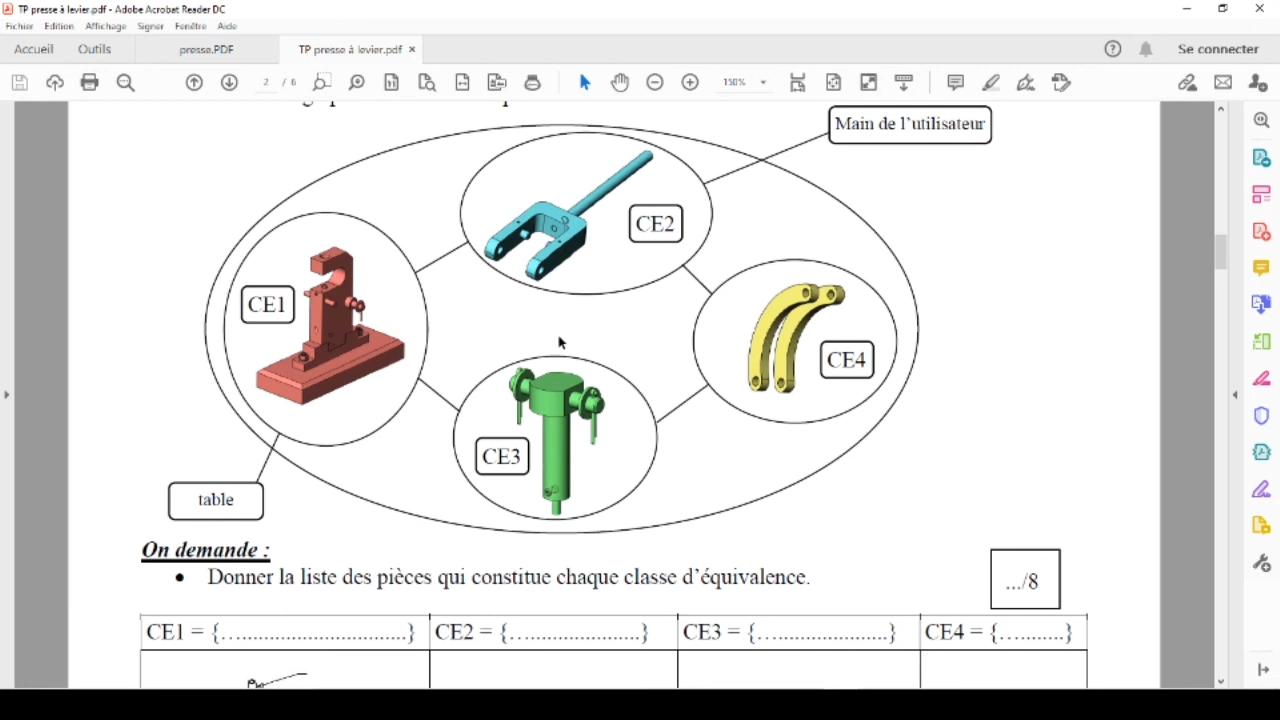 TP presse à levier.pdf - Adobe Acrobat Reader DC
Fichier Edition Affichage Signer Fenêtre Aide
Accueil Outils presse.PDF TP presse à levier.pdf × Se connecter
2 / 6 150%
Main de l’utilisateur
CE2
CE1
CE4
CE3
table
On demande :
• Donner la liste des pièces qui constitue chaque classe d’équivalence.
.../8
CE1 = {…................................} CE2 = {…....................} CE3 = {…......................} CE4 = {…........}